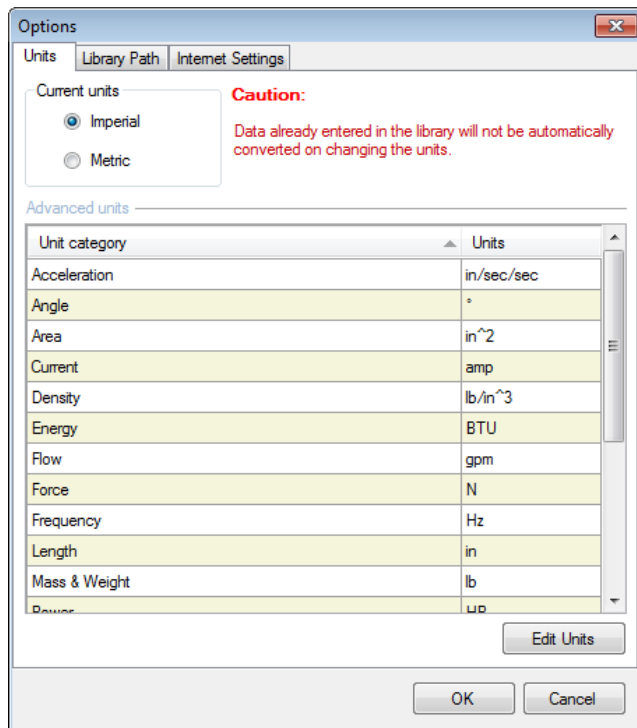 Options
Units Library Path Internet Settings
Current units
Imperial
Metric
Caution:
Data already entered in the library will not be automatically
converted on changing the units.
Advanced units
Unit category Units
Acceleration in/sec/sec
Angle °
Area in^2
Current amp
Density lb/in^3
Energy BTU
Flow gpm
Force N
Frequency Hz
Length in
Mass & Weight lb
Power HP
Edit Units
OK Cancel